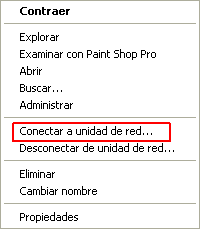 Contraer
Explorar
Examinar con Paint Shop Pro
Abrir
Buscar...
Administrar
Conectar a unidad de red...
Desconectar de unidad de red...
Eliminar
Cambiar nombre
Propiedades